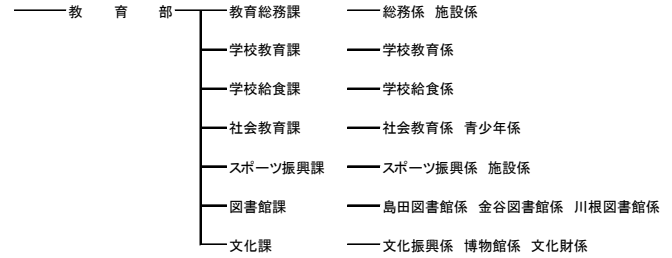 教　育　部　教育総務課　総務係　施設係
学校教育課　学校教育係
学校給食課　学校給食係
社会教育課　社会教育係　青少年係
スポーツ振興課　スポーツ振興係　施設係
図書館課　島田図書館係　金谷図書館係　川根図書館係
文化課　文化振興係　博物館係　文化財係